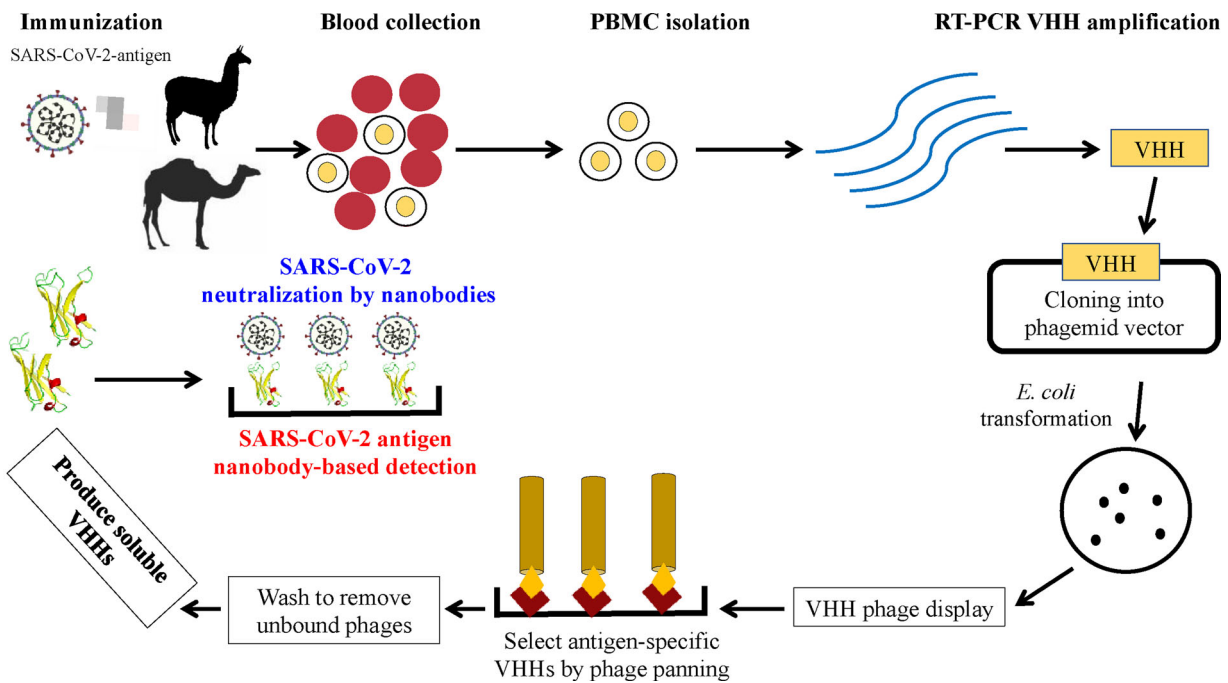 Immunization
SARS-CoV-2-antigen
Blood collection
PBMC isolation
RT-PCR VHH amplification
VHH
VHH
Cloning into
phagemid vector
E. coli
transformation
VHH phage display
Select antigen-specific
VHHs by phage panning
Wash to remove
unbound phages
Produce soluble
VHHs
SARS-CoV-2
neutralization by nanobodies
SARS-CoV-2 antigen
nanobody-based detection